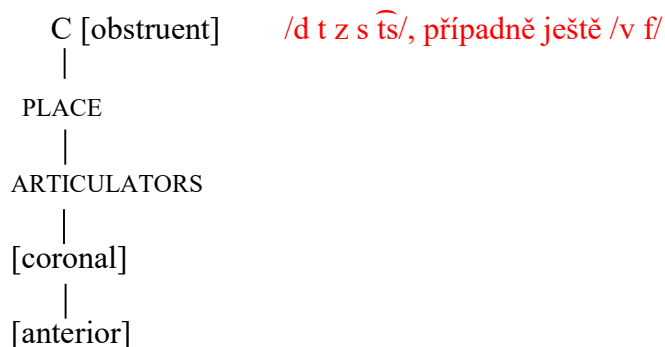 C [obstruent] /d t z s t͡s/, případně ještě /v f/
PLACE
ARTICULATORS
[coronal]
[anterior]